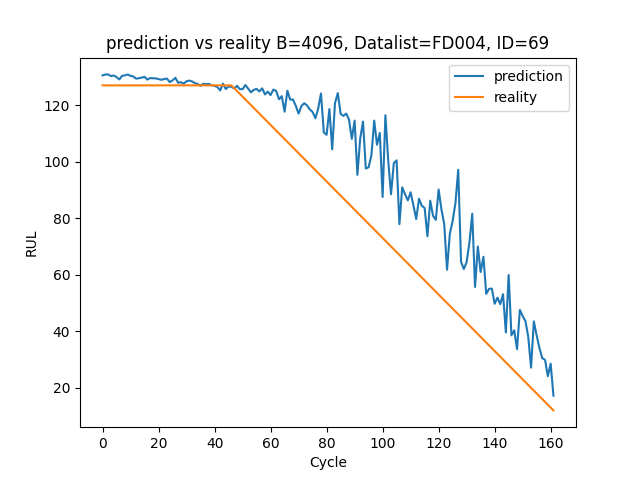 prediction vs reality B=4096, Datalist=FD004, ID=69
prediction
reality
RUL
120
100
80
60
40
20
0 20 40 60 80 100 120 140 160
Cycle